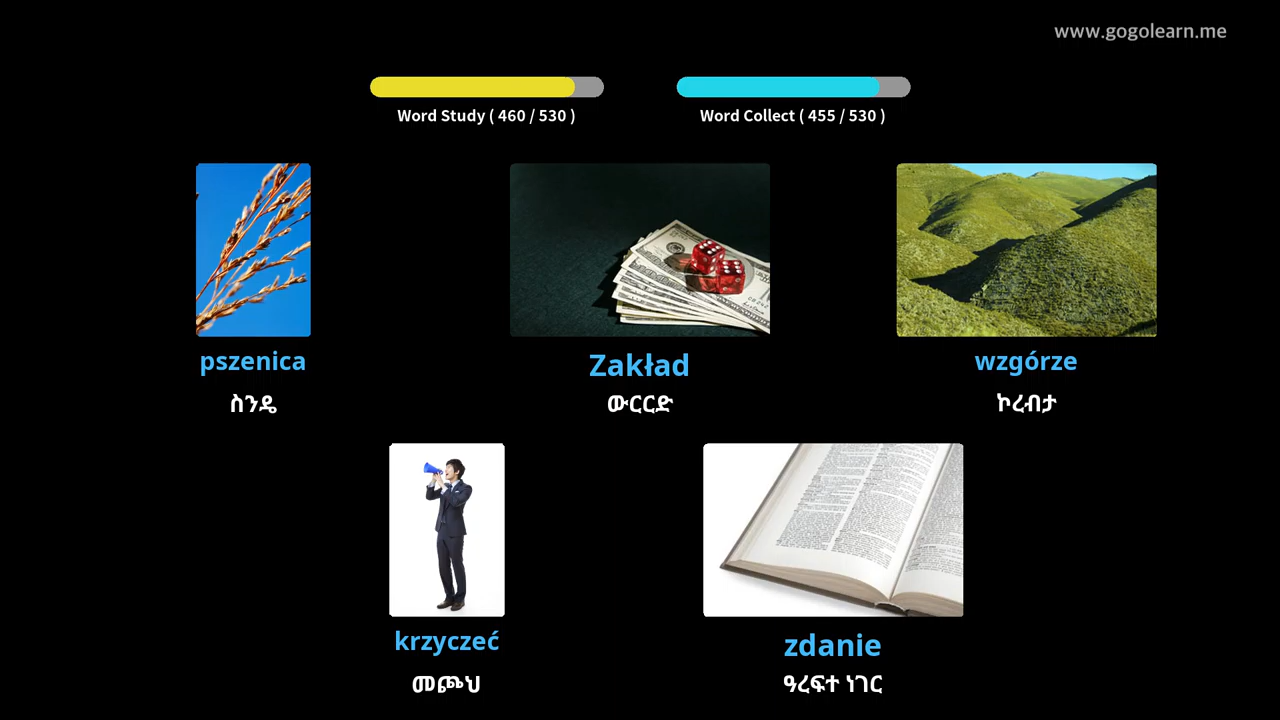 www.gogolearn.me
Word Study ( 460 / 530 )
Word Collect ( 455 / 530 )
pszenica
ስንዴ
Zakład
ውርርድ
wzgórze
ኮረብታ
krzyczeć
መጮህ
zdanie
ዓረፍተ ነገር